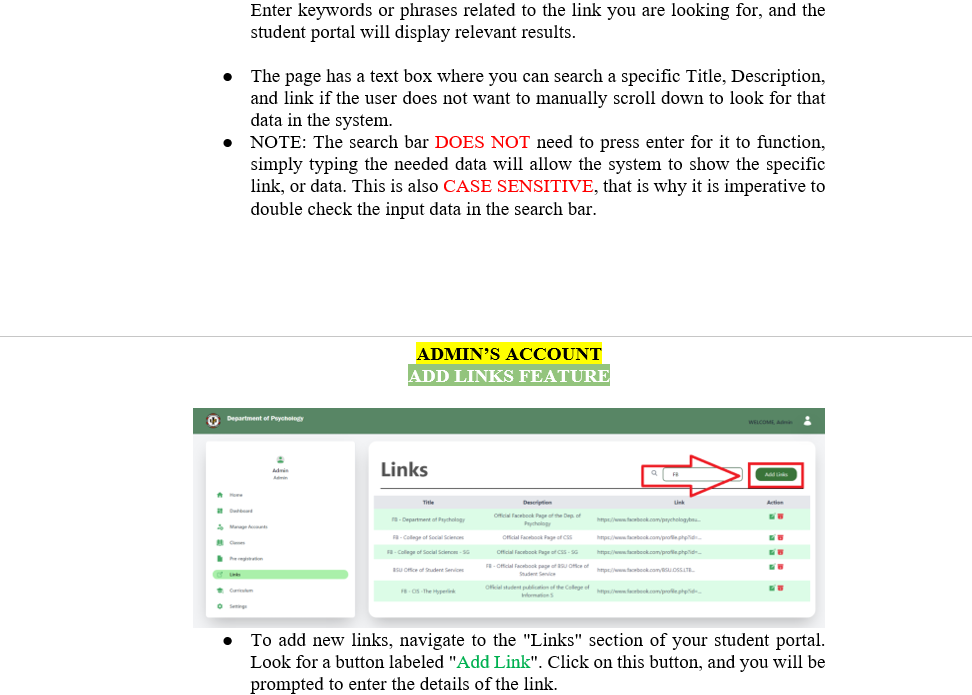 Enter keywords or phrases related to the link you are looking for, and the
student portal will display relevant results.
● The page has a text box where you can search a specific Title, Description,
and link if the user does not want to manually scroll down to look for that
data in the system.
● NOTE: The search bar DOES NOT need to press enter for it to function,
simply typing the needed data will allow the system to show the specific
link, or data. This is also CASE SENSITIVE, that is why it is imperative to
double check the input data in the search bar.
ADMIN’S ACCOUNT
ADD LINKS FEATURE
Department of Psychology
WELCOME, Admin
Admin
Admin
Home
Dashboard
Manage Accounts
Classes
Pre-registration
Links
Curriculum
Settings
Links
FB
Add Links
Title Description Link Action
FB - Department of Psychology Official Facebook Page of the Dep. of Psychology https://www.facebook.com/psychologybsu...
FB - College of Social Sciences Official Facebook Page of CSS https://www.facebook.com/profile.php?id=...
FB - College of Social Sciences - SG Official Facebook Page of CSS - SG https://www.facebook.com/profile.php?id=...
BSU Office of Student Services FB - Official Facebook page of BSU Office of Student Service https://www.facebook.com/BSU.OSS.LTB...
FB - CIS -The Hyperlink Official student publication of the College of Information S https://www.facebook.com/profile.php?id=...
● To add new links, navigate to the "Links" section of your student portal.
Look for a button labeled "Add Link". Click on this button, and you will be
prompted to enter the details of the link.